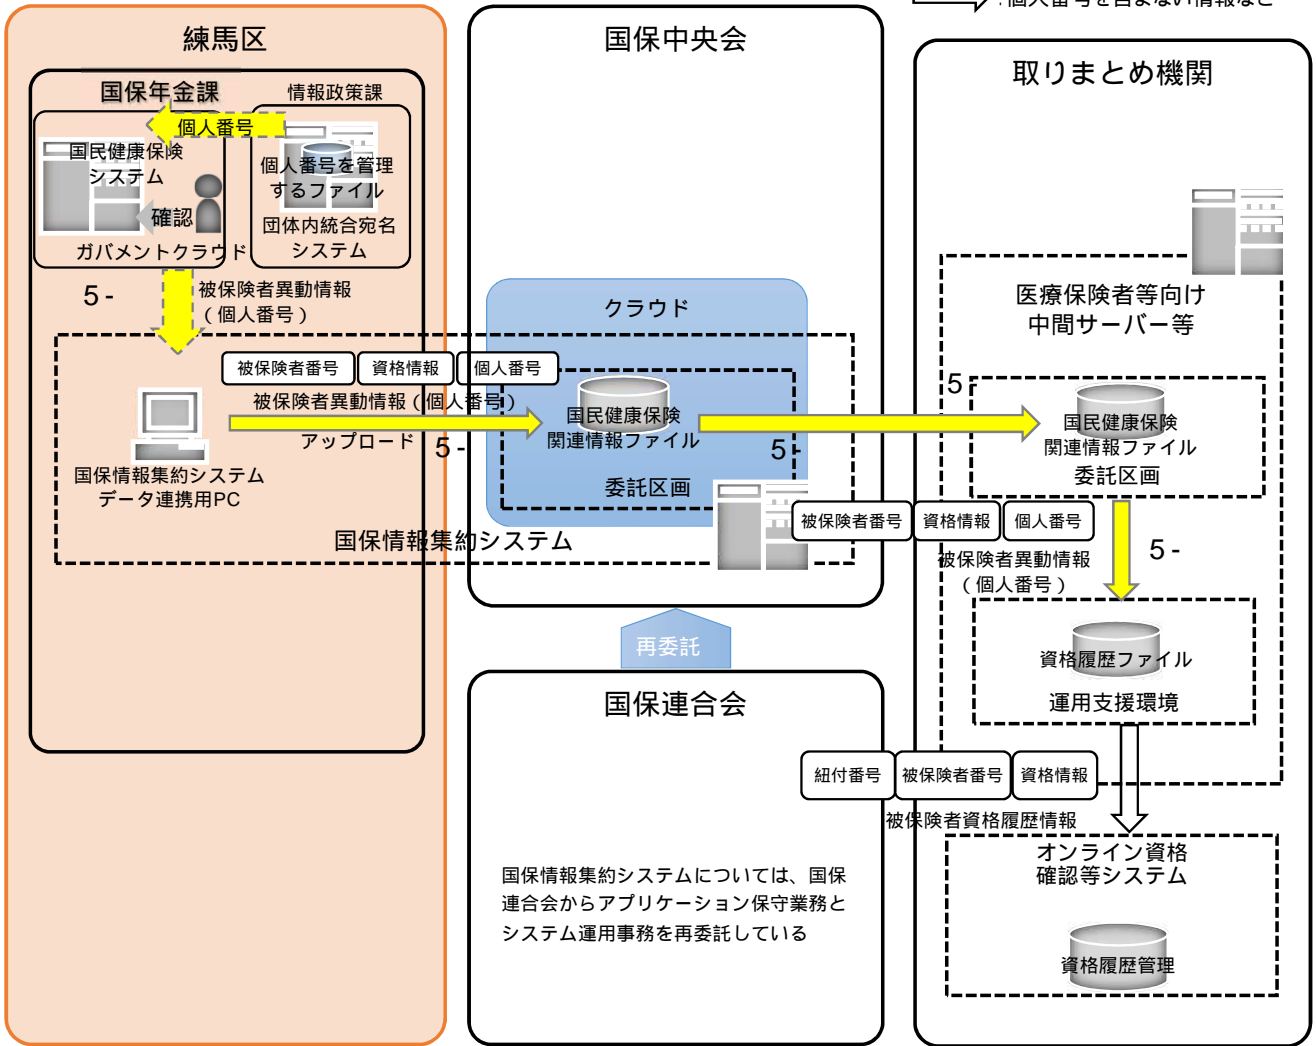 :個人番号を含まない情報など
練馬区
国保年金課
情報政策課
個人番号
国民健康保険
システム
確認
ガバメントクラウド
個人番号を管理
するファイル
団体内統合宛名
システム
5-
被保険者異動情報
(個人番号)
被保険者番号
資格情報
個人番号
被保険者異動情報(個人番号)
アップロード
5-
国保情報集約システム
データ連携用PC
国保情報集約システム
国保中央会
クラウド
国民健康保険
関連情報ファイル
委託区画
5-
再委託
国保連合会
国保情報集約システムについては、国保
連合会からアプリケーション保守業務と
システム運用事務を再委託している
取りまとめ機関
医療保険者等向け
中間サーバー等
5-
国民健康保険
関連情報ファイル
委託区画
被保険者番号
資格情報
個人番号
被保険者異動情報
(個人番号)
5-
資格履歴ファイル
運用支援環境
紐付番号
被保険者番号
資格情報
被保険者資格履歴情報
オンライン資格
確認等システム
資格履歴管理